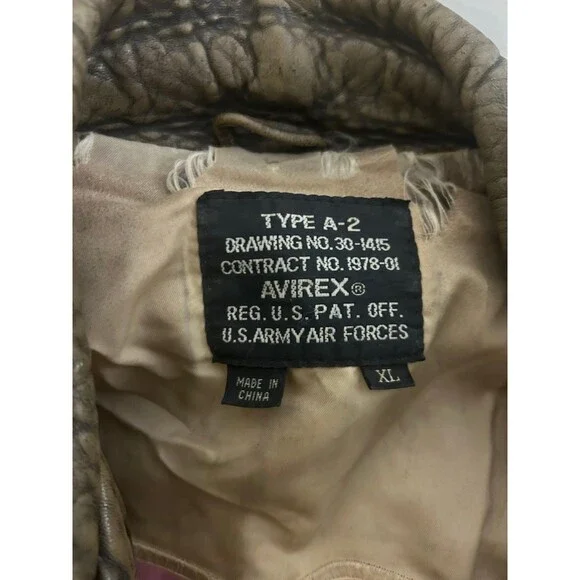 TYPE A-2
DRAWING NO. 30-1415
CONTRACT NO. 1978-01
AVIREX®
REG. U.S. PAT. OFF.
U.S. ARMY AIR FORCES
MADE IN
CHINA
XL